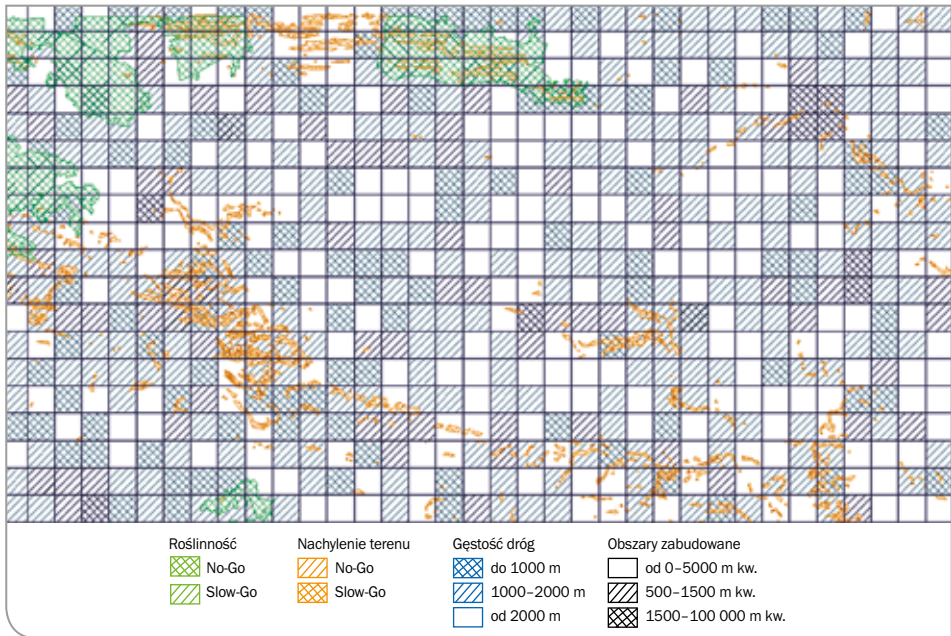 Roślinność
No-Go
Slow-Go
Nachylenie terenu
No-Go
Slow-Go
Gęstość dróg
do 1000 m
1000–2000 m
od 2000 m
Obszary zabudowane
od 0–5000 m kw.
500–1500 m kw.
1500–100 000 m kw.